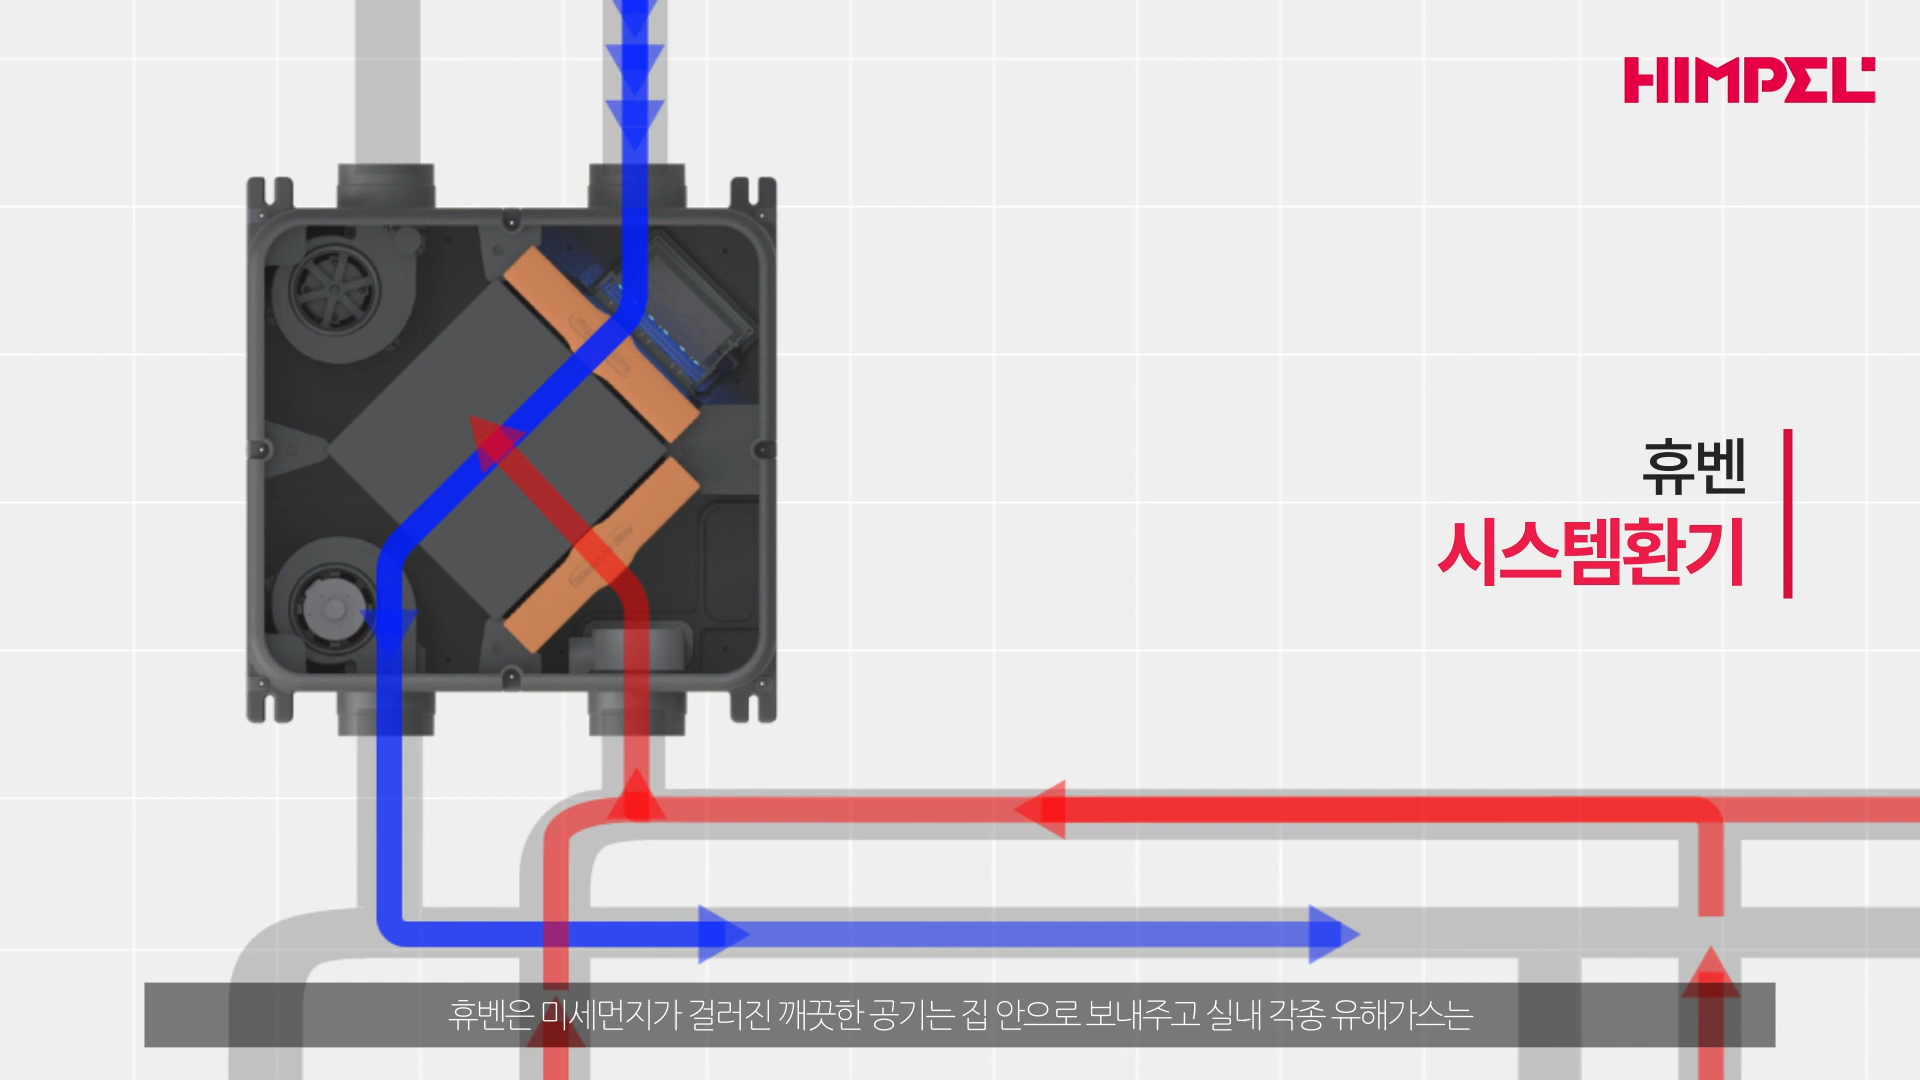 HIMPEL
휴벤
시스템환기
휴벤은 미세먼지가 걸러진 깨끗한 공기는 집 안으로 보내주고 실내 각종 유해가스는